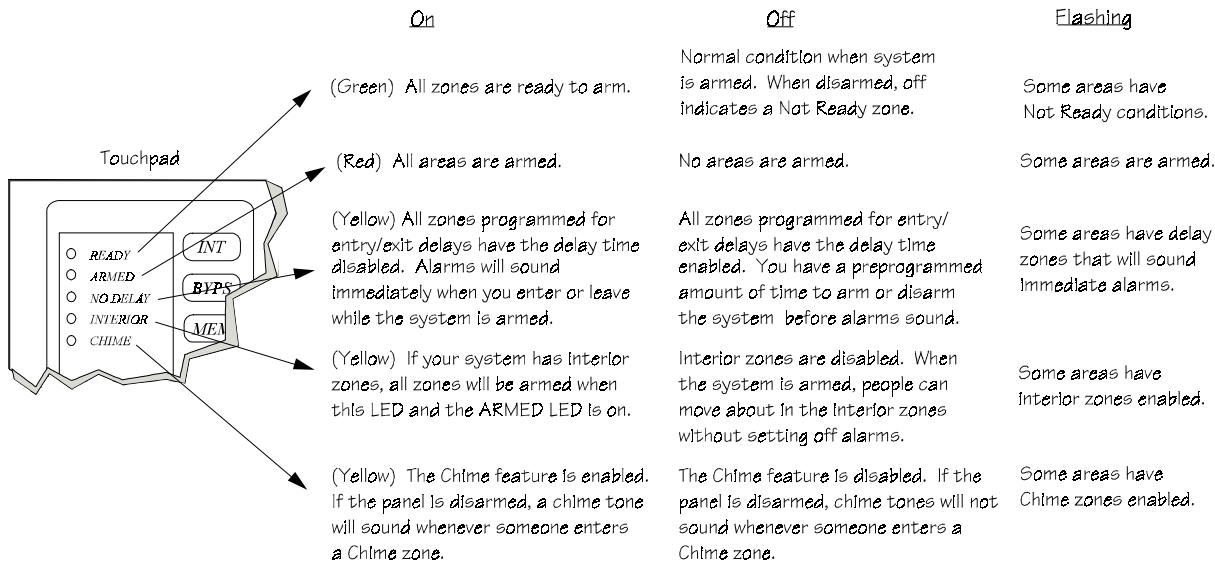 On
Off
Flashing
(Green) All zones are ready to arm.
Normal condition when system
is armed. When disarmed, off
indicates a Not Ready zone.
Some areas have
Not Ready conditions.
Touchpad
(Red) All areas are armed.
No areas are armed.
Some areas are armed.
READY
ARMED
NO DELAY
INTERIOR
CHIME
INT
BYPS
MEM
(Yellow) All zones programmed for
entry/exit delays have the delay time
disabled. Alarms will sound
immediately when you enter or leave
while the system is armed.
All zones programmed for entry/
exit delays have the delay time
enabled. You have a preprogrammed
amount of time to arm or disarm
the system before alarms sound.
Some areas have delay
zones that will sound
immediate alarms.
(Yellow) If your system has interior
zones, all zones will be armed when
this LED and the ARMED LED is on.
Interior zones are disabled. When
the system is armed, people can
move about in the interior zones
without setting off alarms.
Some areas have
interior zones enabled.
(Yellow) The Chime feature is enabled.
If the panel is disarmed, a chime tone
will sound whenever someone enters
a Chime zone.
The Chime feature is disabled. If the
panel is disarmed, chime tones will not
sound whenever someone enters a
Chime zone.
Some areas have
Chime zones enabled.